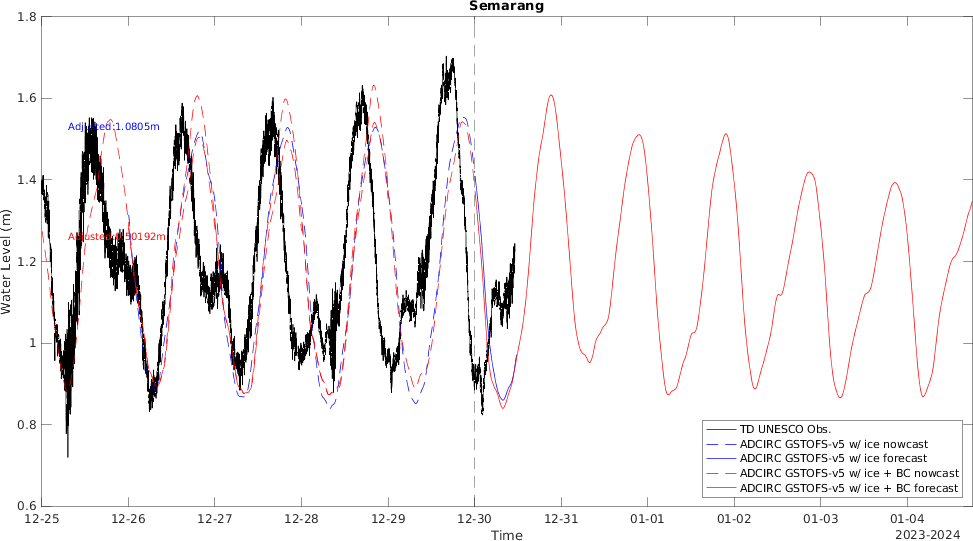 Semarang
1.8
1.6
1.4
1.2
1
0.8
0.6
Water Level (m)
Adjusted:1.0805m
12-25
12-26
12-27
12-28
12-29
12-30
12-31
01-01
01-02
01-03
01-04
Time
2023-2024
TD UNESCO Obs.
ADCIRC GSTOFS-v5 w/ ice nowcast
ADCIRC GSTOFS-v5 w/ ice forecast
ADCIRC GSTOFS-v5 w/ ice + BC nowcast
ADCIRC GSTOFS-v5 w/ ice + BC forecast